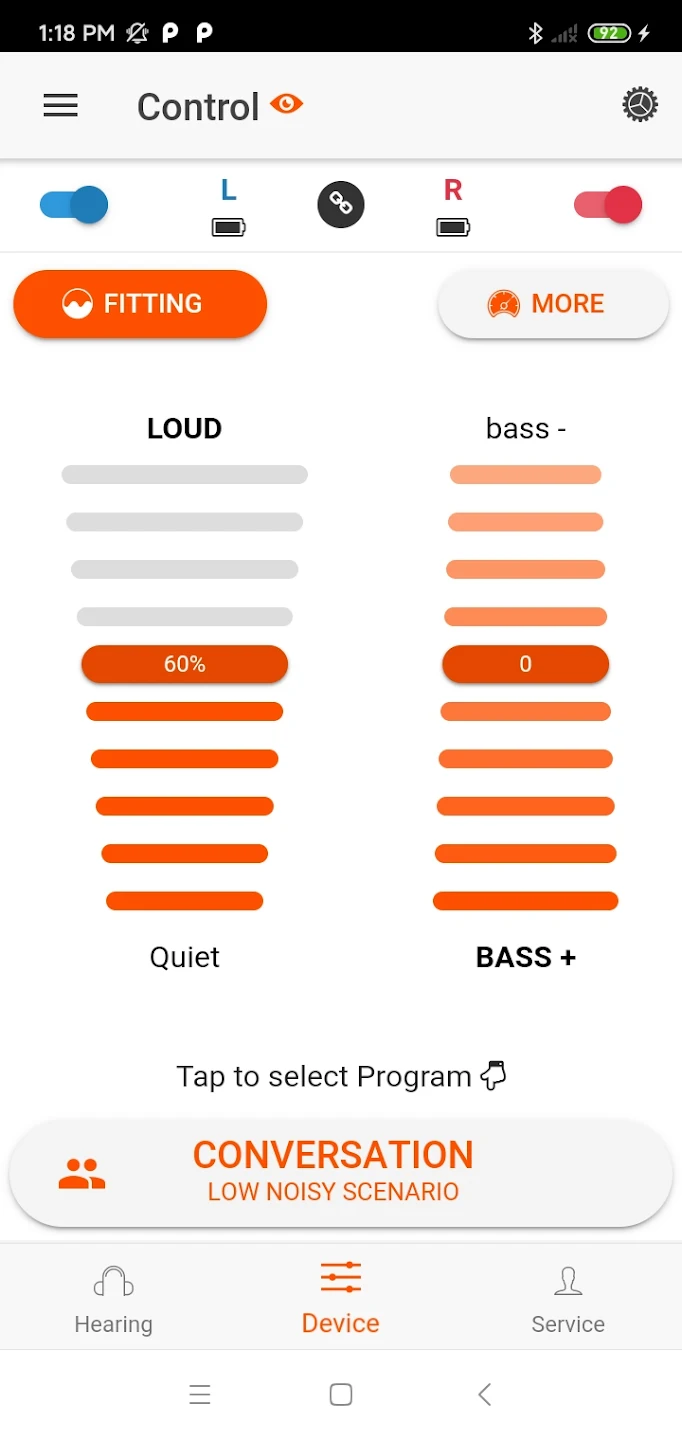 1:18 PM P P 92
Control
L R
FITTING MORE
LOUD bass -
60% 0
Quiet BASS +
Tap to select Program
CONVERSATION
LOW NOISY SCENARIO
Hearing Device Service